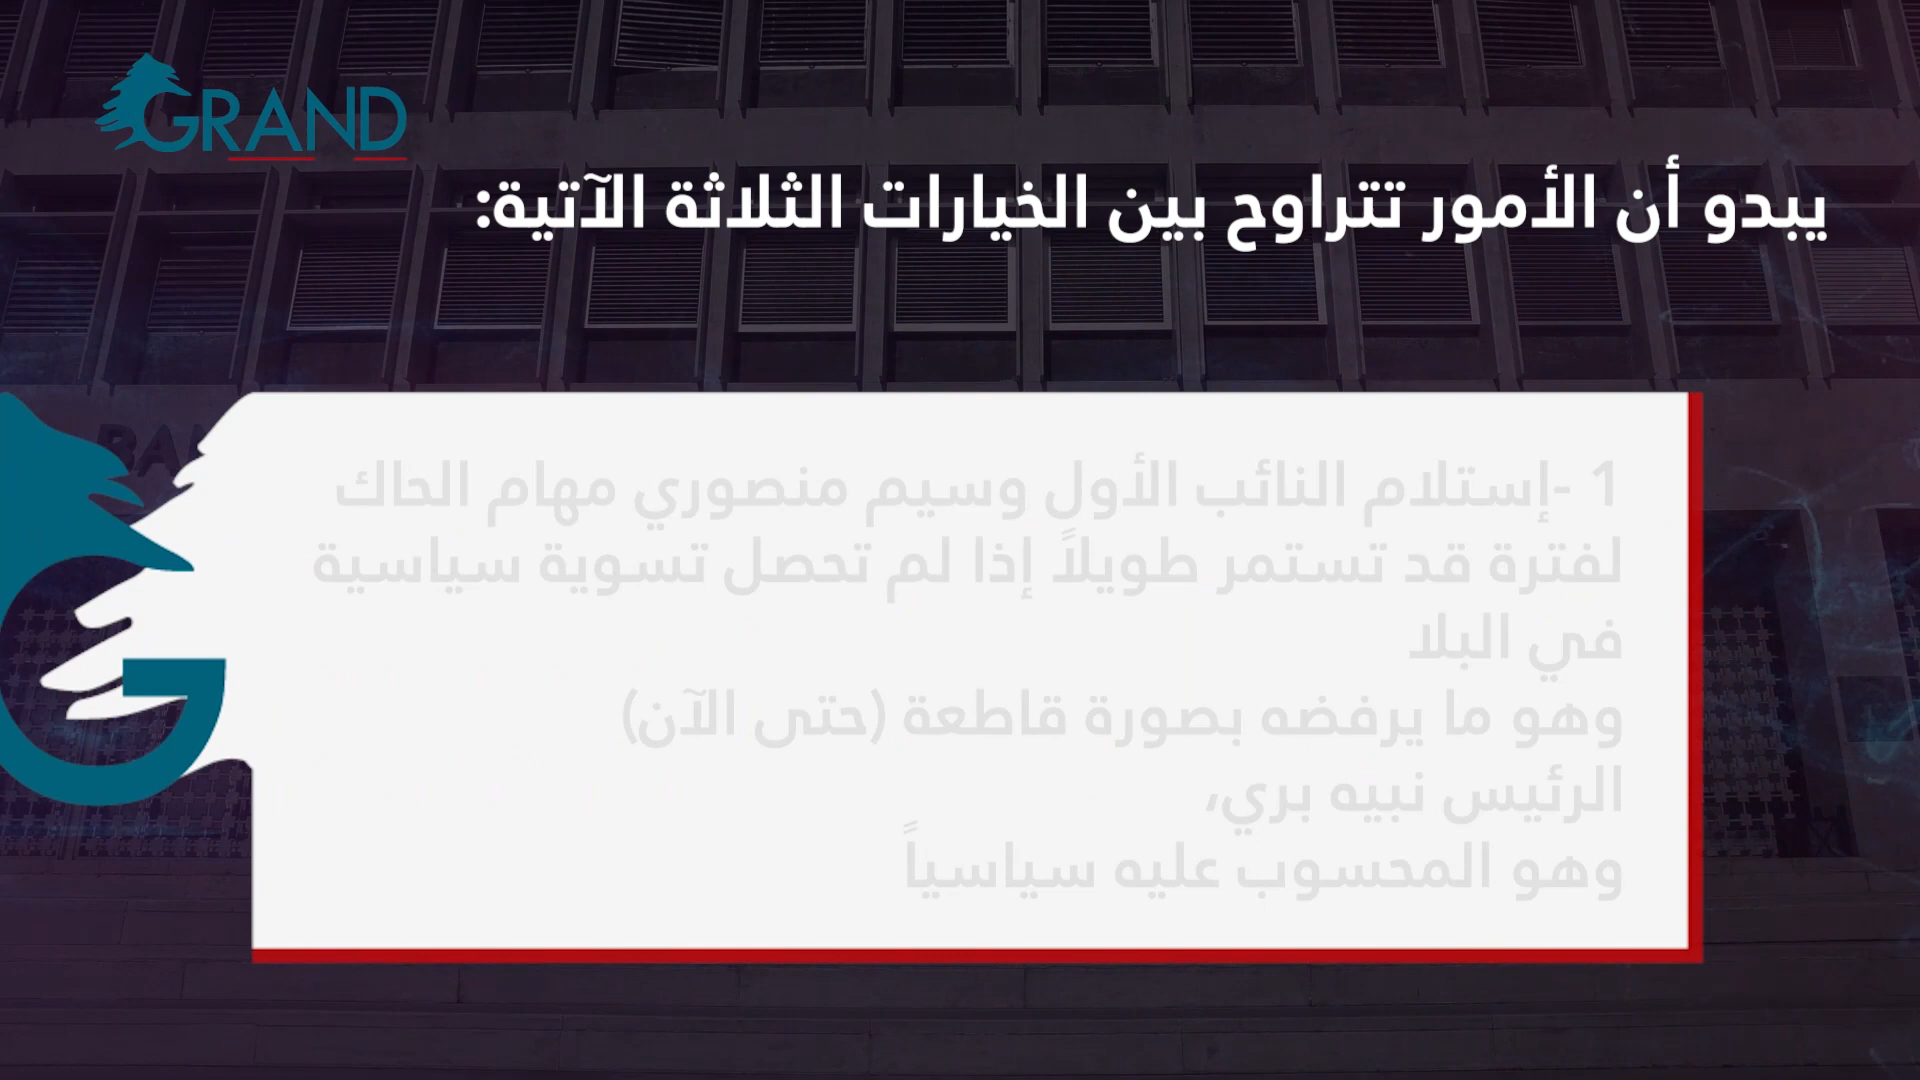 GRAND
يبدو أن الأمور تتراوح بين الخيارات الثلاثة الآتية:
1 -إستلام النائب الأول وسيم منصوري مهام الحاك
لفترة قد تستمر طويلاً إذا لم تحصل تسوية سياسية
في البلا
وهو ما يرفضه بصورة قاطعة (حتى الآن)
الرئيس نبيه بري،
وهو المحسوب عليه سياسياً